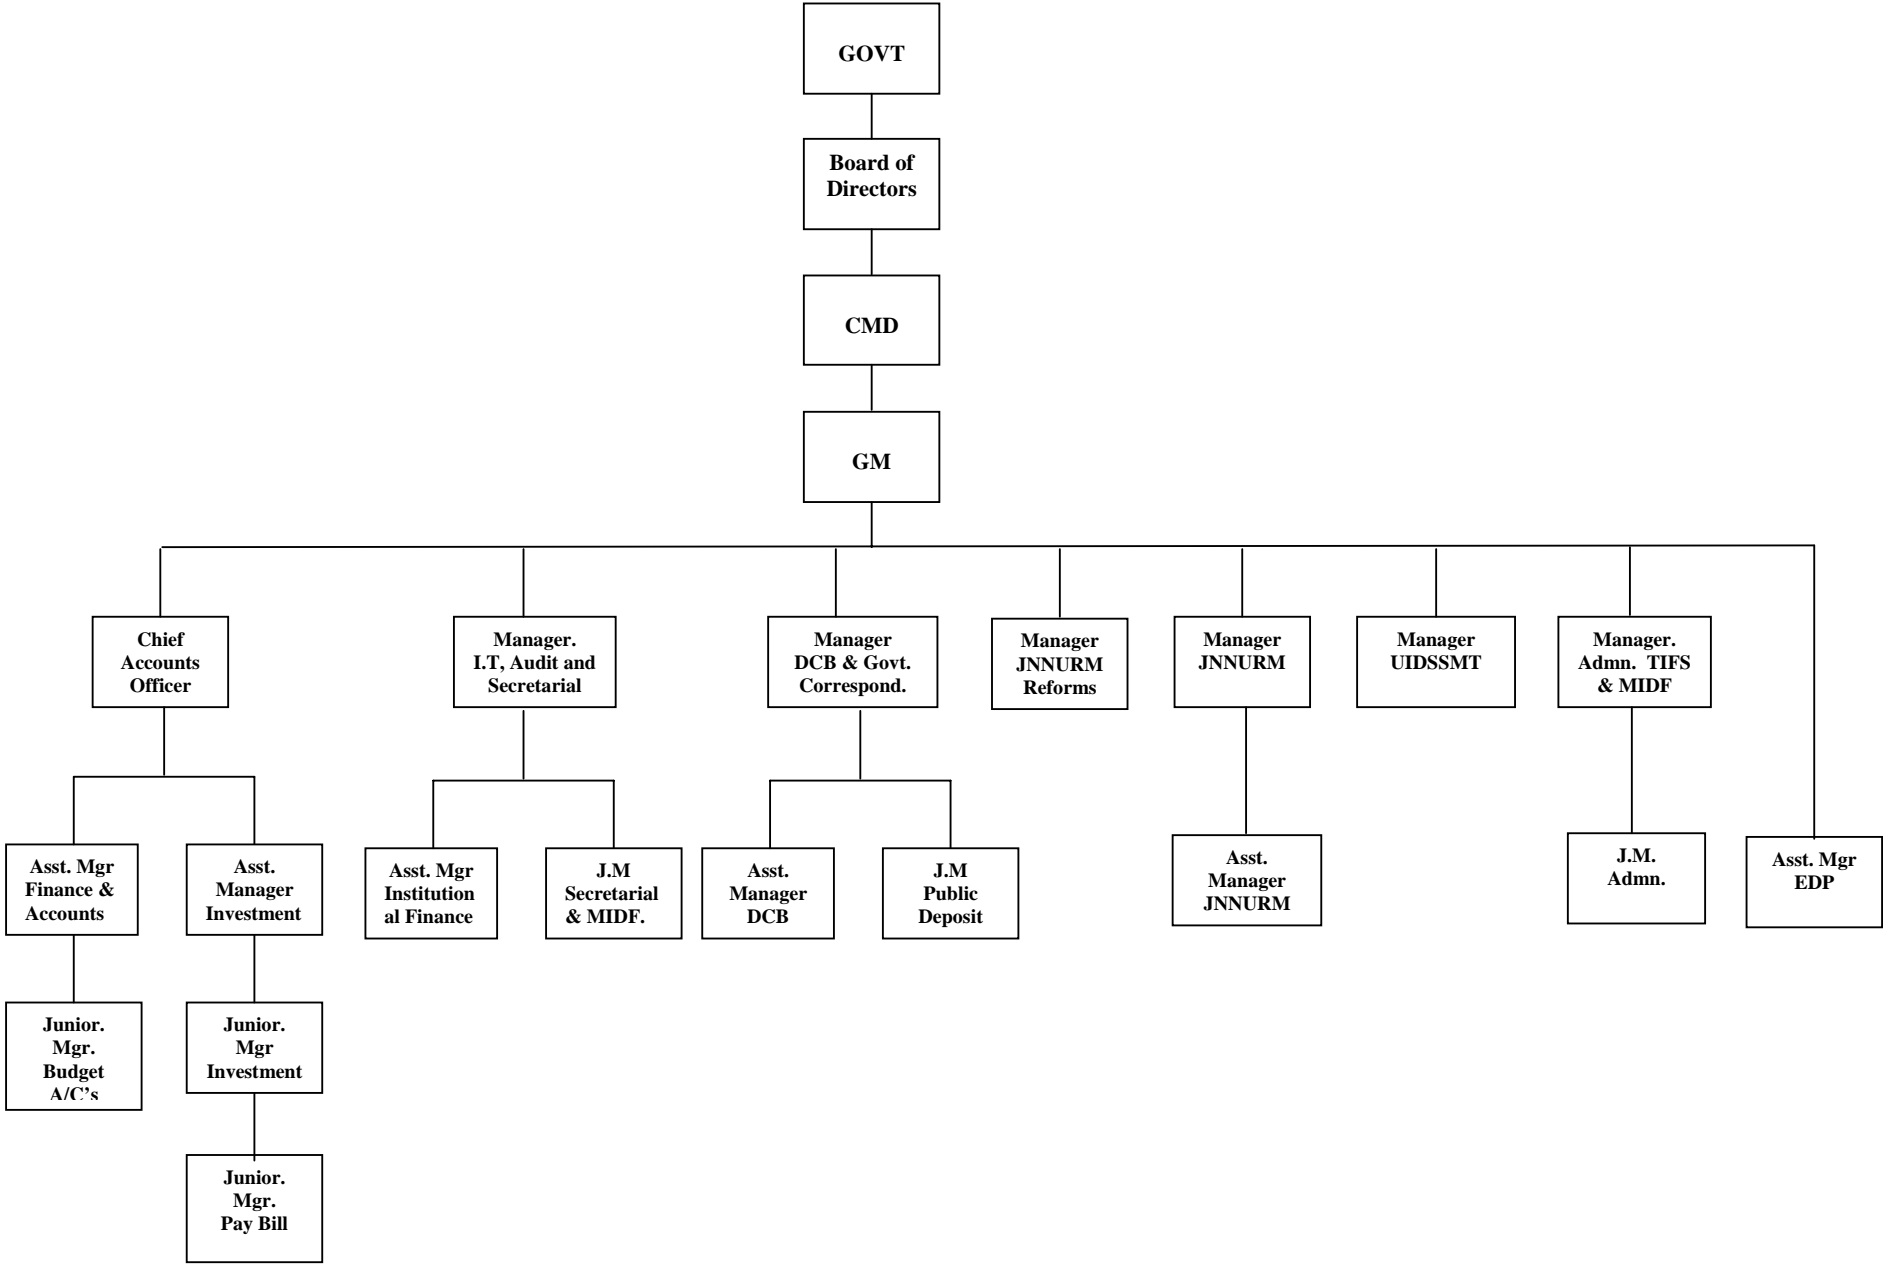 GOVT
Board of
Directors
CMD
GM
Chief
Accounts
Officer
Manager.
I.T, Audit and
Secretarial
Manager
DCB & Govt.
Correspond.
Manager
JNNURM
Reforms
Manager
JNNURM
Manager
UIDSSMT
Manager.
Admn. TIFS
& MIDF
Asst. Mgr
Finance &
Accounts
Asst.
Manager
Investment
Asst. Mgr
Institution
al Finance
J.M
Secretarial
& MIDF.
Asst.
Manager
DCB
J.M
Public
Deposit
Asst.
Manager
JNNURM
J.M.
Admn.
Asst. Mgr
EDP
Junior.
Mgr.
Budget
A/C’s
Junior.
Mgr
Investment
Junior.
Mgr.
Pay Bill